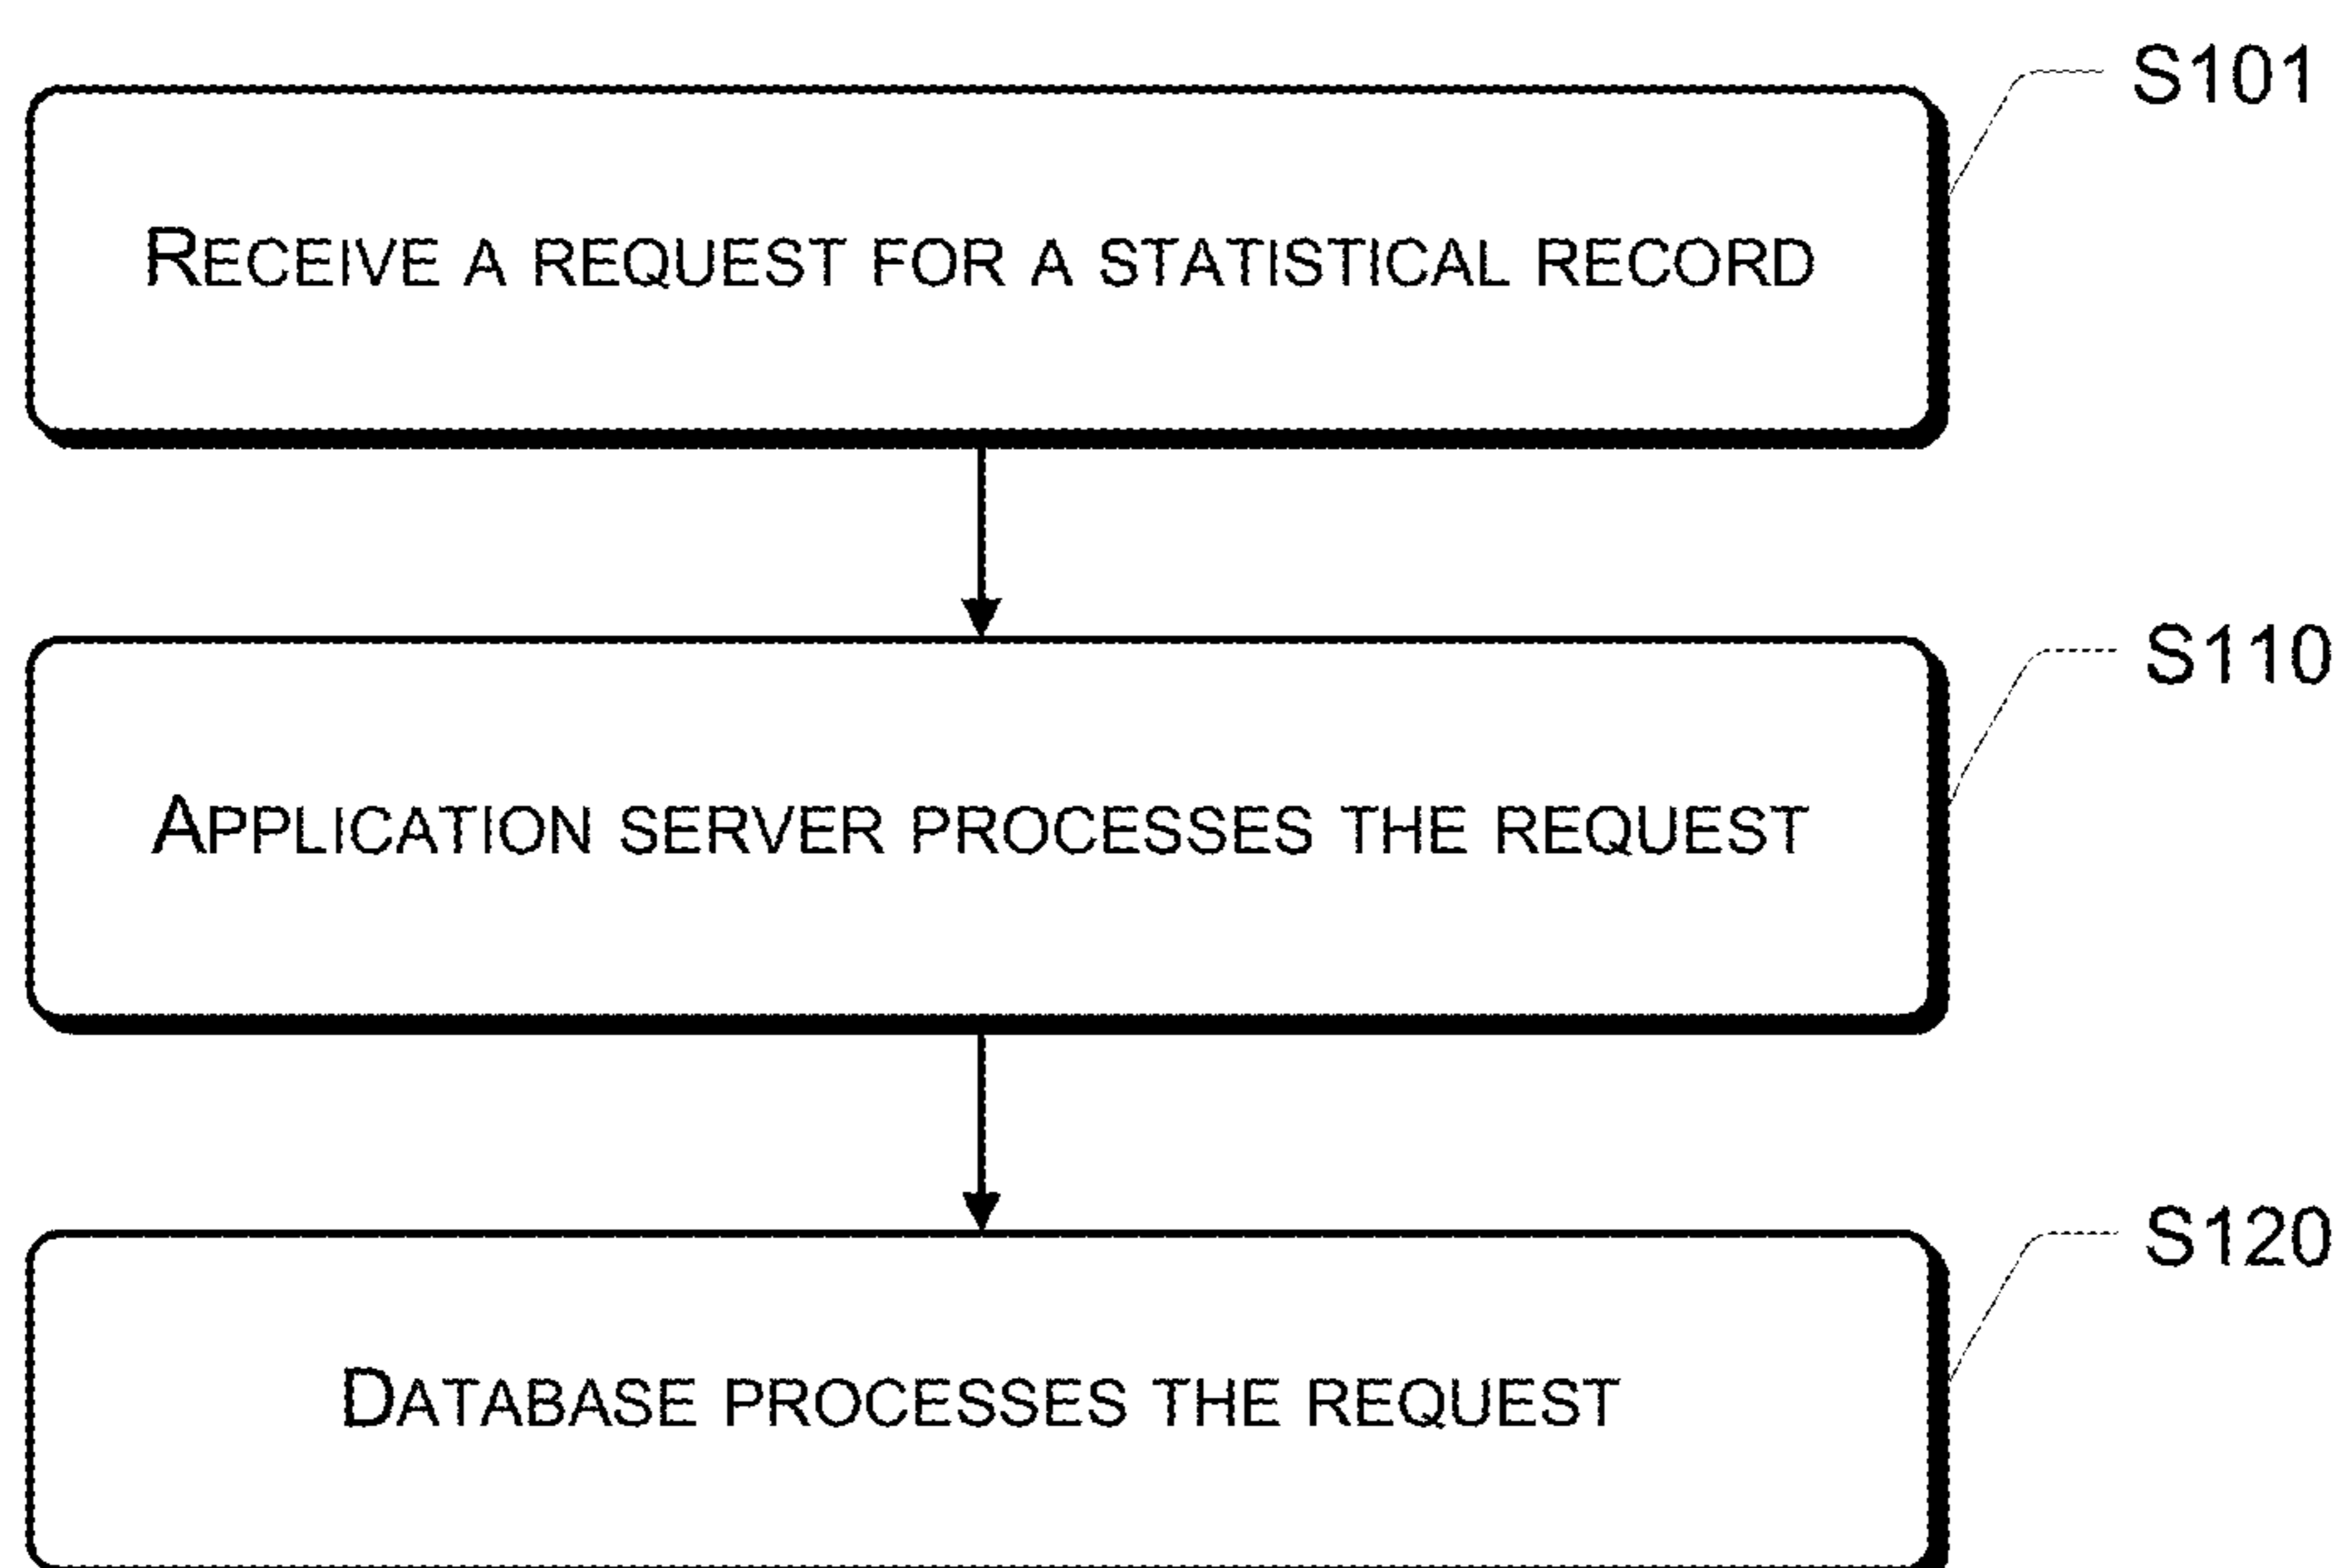 S101
RECEIVE A REQUEST FOR A STATISTICAL RECORD
S110
APPLICATION SERVER PROCESSES THE REQUEST
S120
DATABASE PROCESSES THE REQUEST